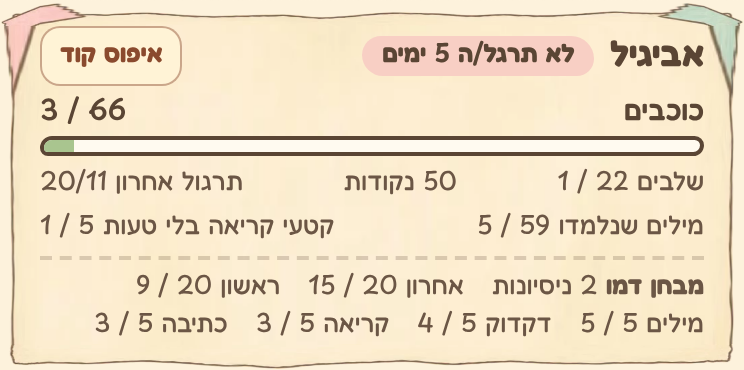 אביגיל לא תרגל/ה 5 ימים איפוס קוד
כוכבים 3 / 66
שלבים 1 / 22 50 נקודות תרגול אחרון 20/11
מילים שנלמדו 5 / 59 קטעי קריאה בלי טעות 1 / 5
מבחן דמו 2 ניסיונות אחרון 15 / 20 ראשון 9 / 20
מילים 5 / 5 דקדוק 4 / 5 קריאה 3 / 5 כתיבה 3 / 5